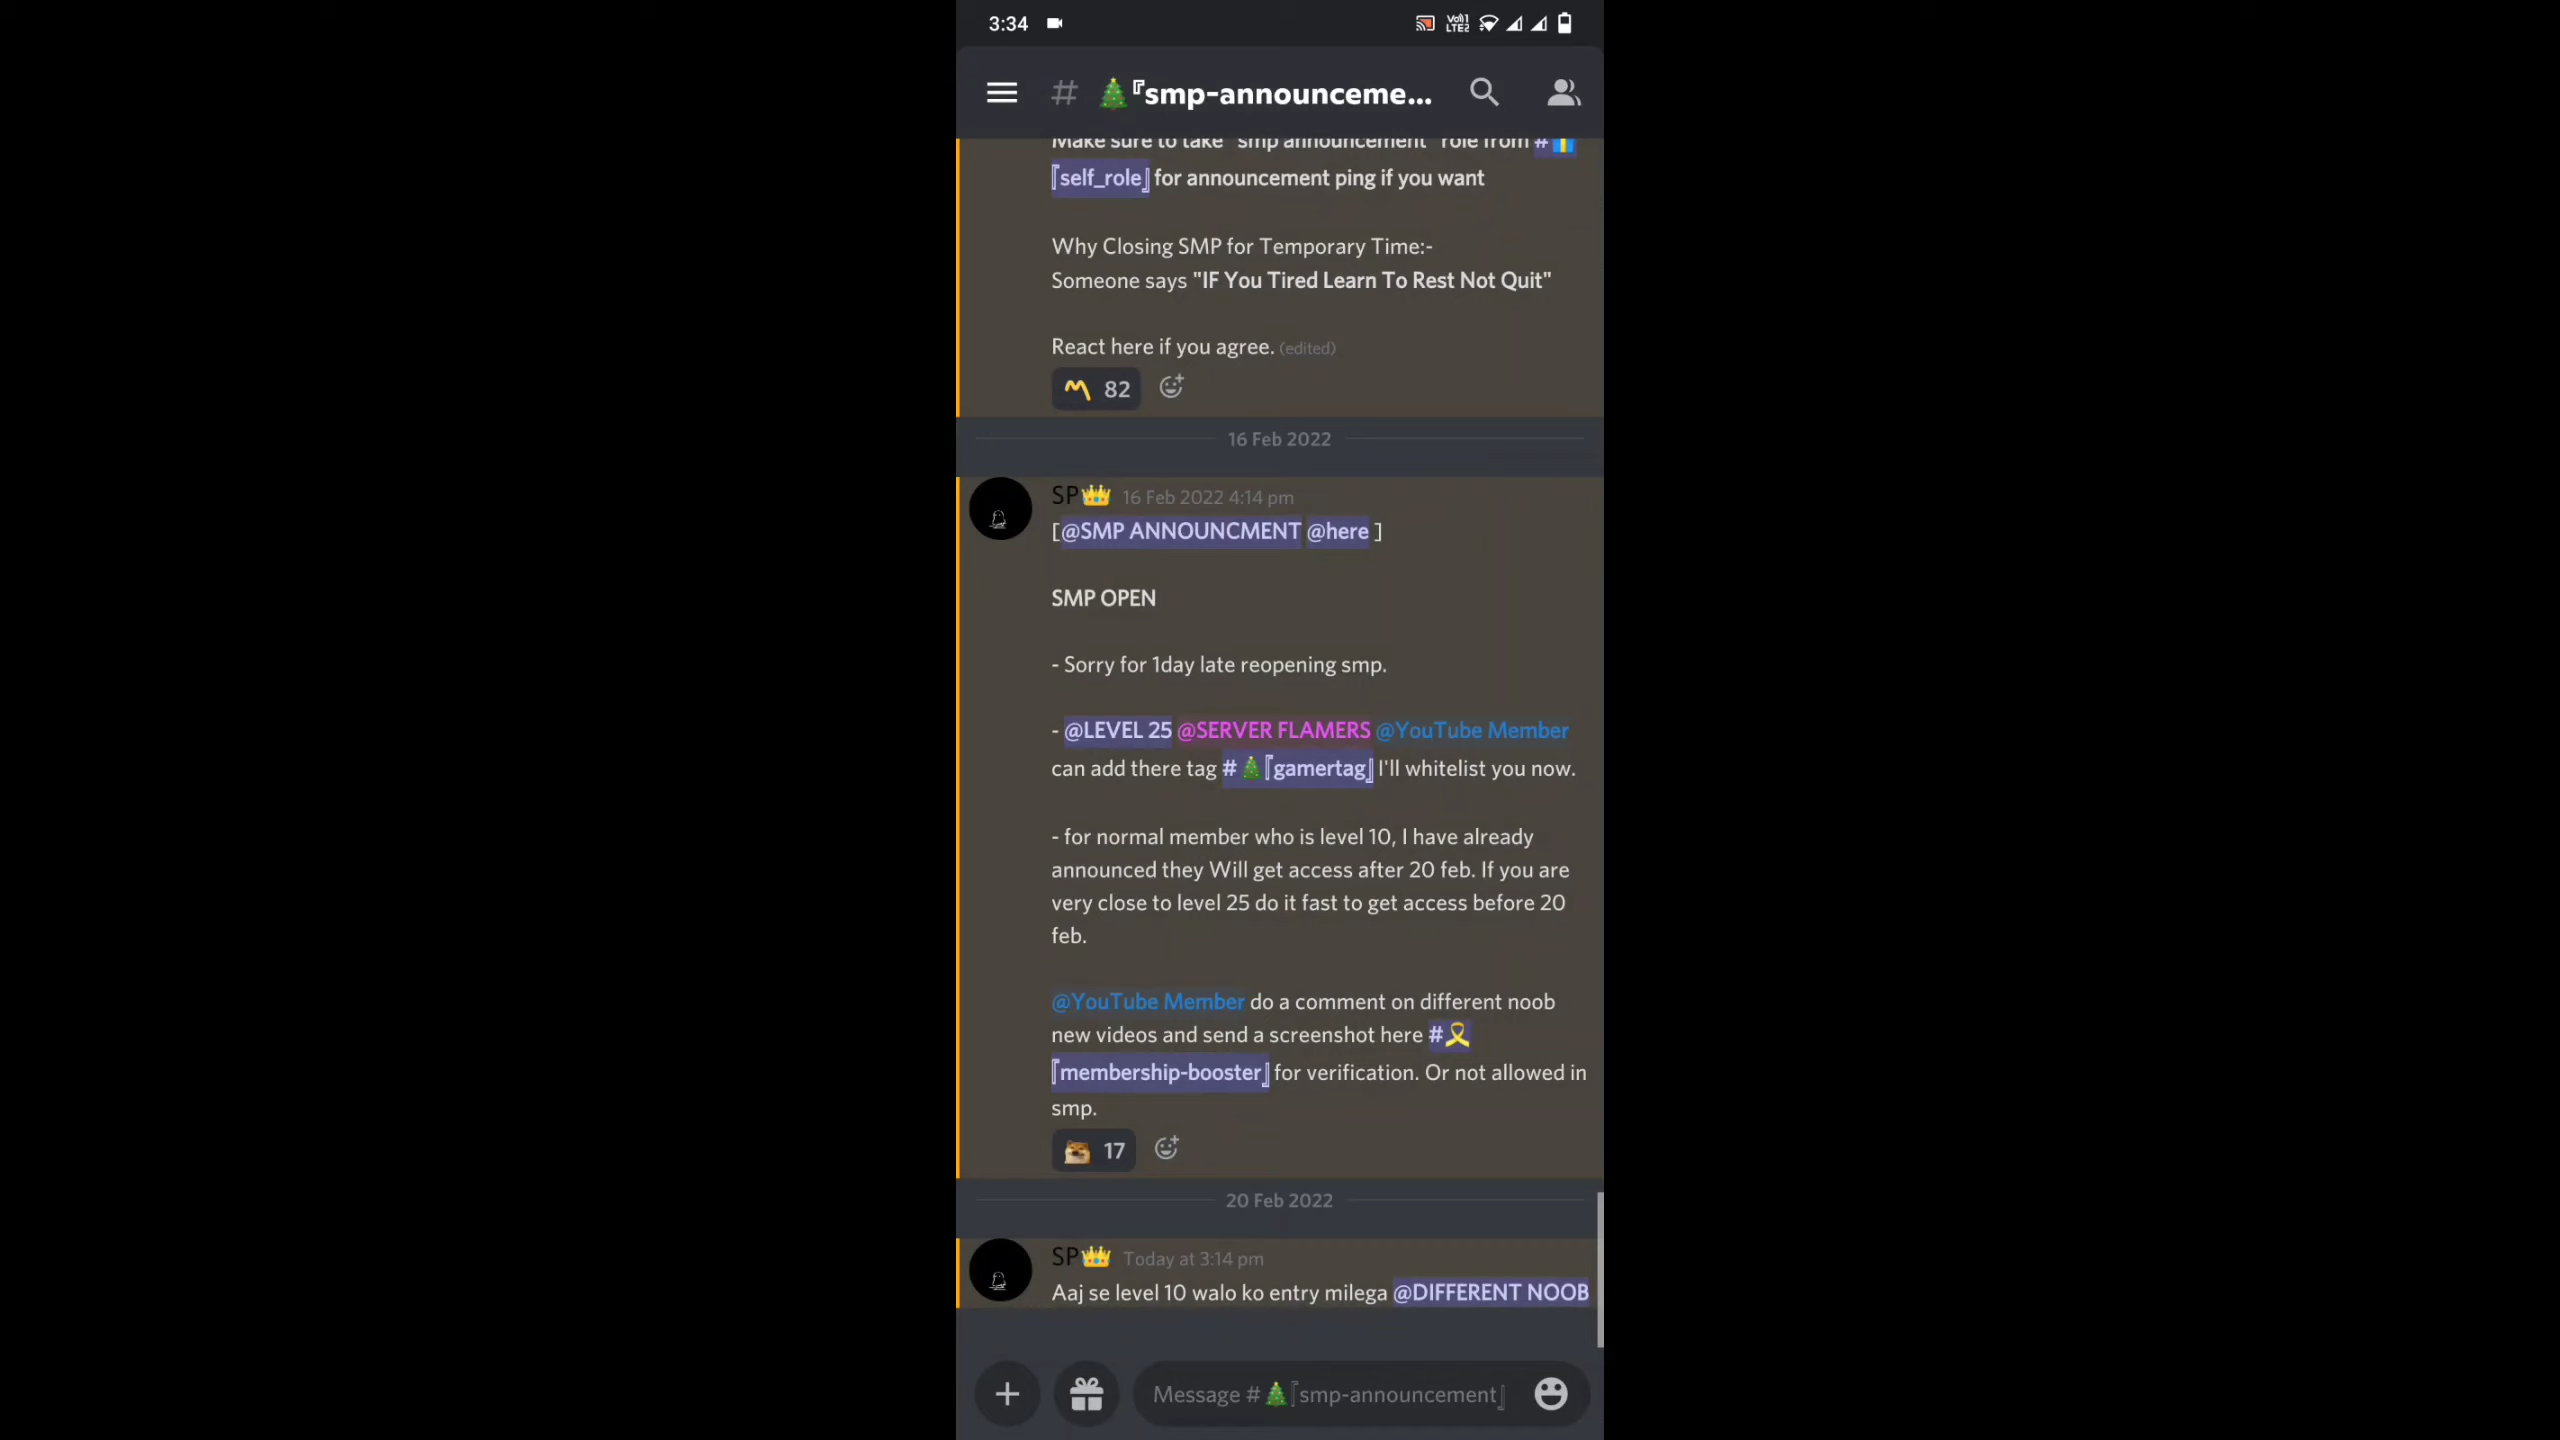 3:34
Vo)) 1
LTE2
# 🎄『smp-announceme...
Make sure to take "smp announcement" role from #
『self_role』 for announcement ping if you want
Why Closing SMP for Temporary Time:-
Someone says "IF You Tired Learn To Rest Not Quit"
React here if you agree. (edited)
82
16 Feb 2022
SP👑 16 Feb 2022 4:14 pm
[@SMP ANNOUNCMENT @here ]
SMP OPEN
- Sorry for 1day late reopening smp.
- @LEVEL 25 @SERVER FLAMERS @YouTube Member
can add there tag #🎄『gamertag』 I'll whitelist you now.
- for normal member who is level 10, I have already
announced they Will get access after 20 feb. If you are
very close to level 25 do it fast to get access before 20
feb.
@YouTube Member do a comment on different noob
new videos and send a screenshot here #🎗
『membership-booster』 for verification. Or not allowed in
smp.
17
20 Feb 2022
SP👑 Today at 3:14 pm
Aaj se level 10 walo ko entry milega @DIFFERENT NOOB
Message #🎄『smp-announcement』